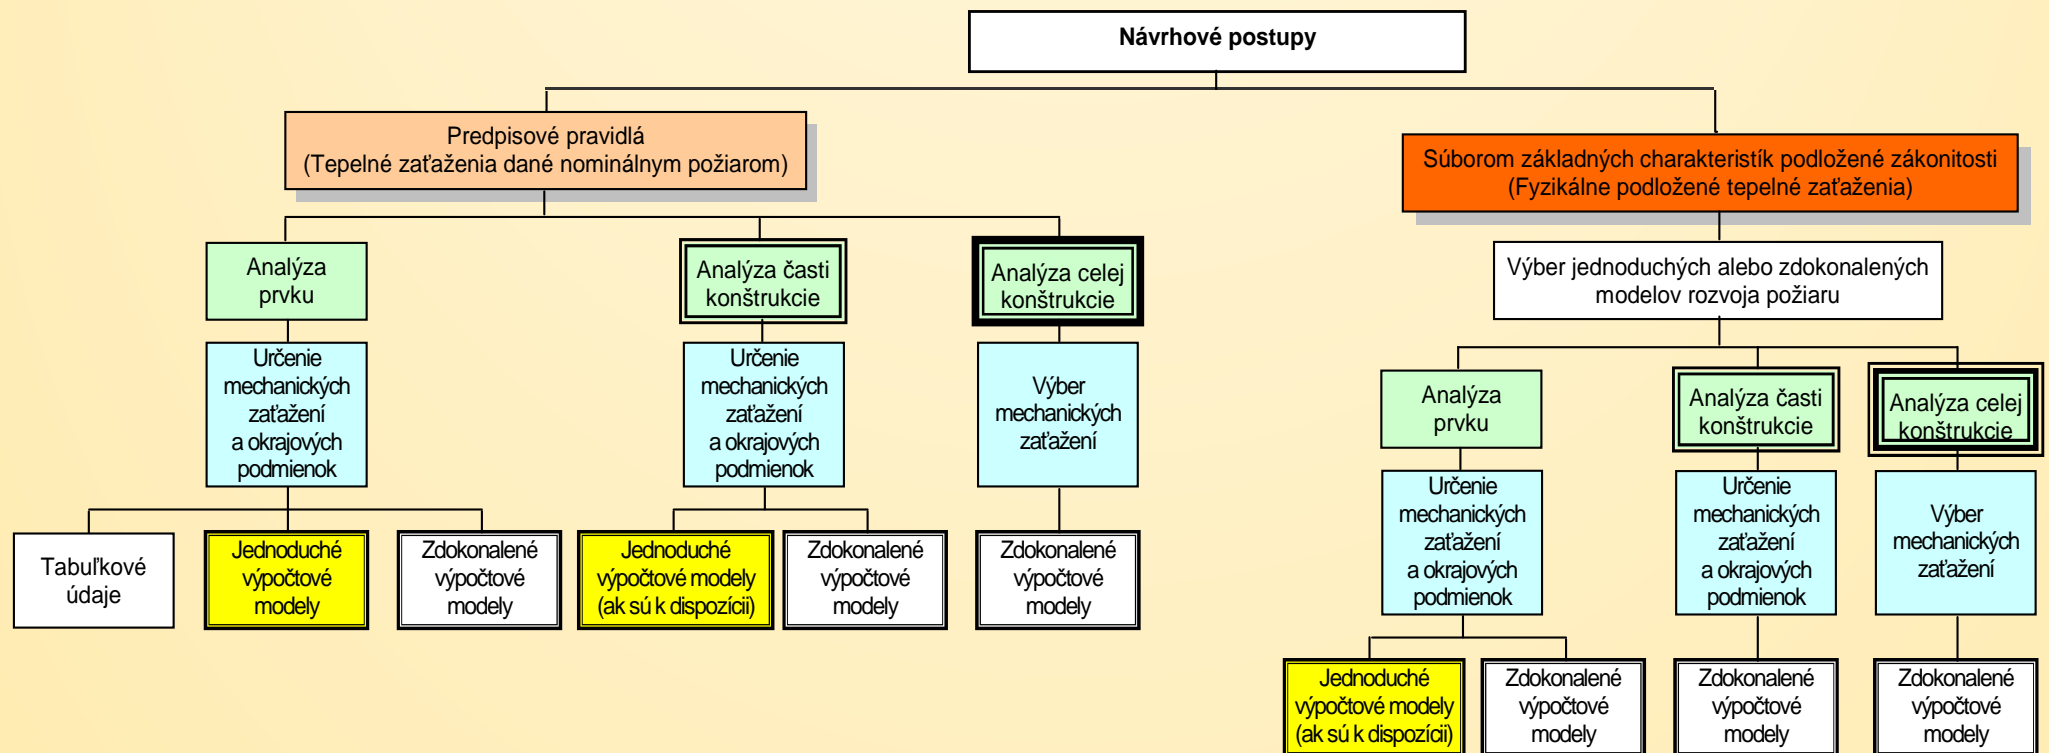 Návrhové postupy
Predpisové pravidlá
(Tepelné zaťaženia dané nominálnym požiarom)
Súborom základných charakteristík podložené zákonitosti
(Fyzikálne podložené tepelné zaťaženia)
Analýza
prvku
Analýza časti
konštrukcie
Analýza celej
konštrukcie
Výber jednoduchých alebo zdokonalených
modelov rozvoja požiaru
Určenie
mechanických
zaťažení
a okrajových
podmienok
Určenie
mechanických
zaťažení
a okrajových
podmienok
Výber
mechanických
zaťažení
Analýza
prvku
Analýza časti
konštrukcie
Analýza celej
konštrukcie
Tabuľkové
údaje
Jednoduché
výpočtové
modely
Zdokonalené
výpočtové
modely
Jednoduché
výpočtové modely
(ak sú k dispozícii)
Zdokonalené
výpočtové
modely
Zdokonalené
výpočtové
modely
Určenie
mechanických
zaťažení
a okrajových
podmienok
Určenie
mechanických
zaťažení
a okrajových
podmienok
Výber
mechanických
zaťažení
Jednoduché
výpočtové modely
(ak sú k dispozícii)
Zdokonalené
výpočtové
modely
Zdokonalené
výpočtové
modely
Zdokonalené
výpočtové
modely